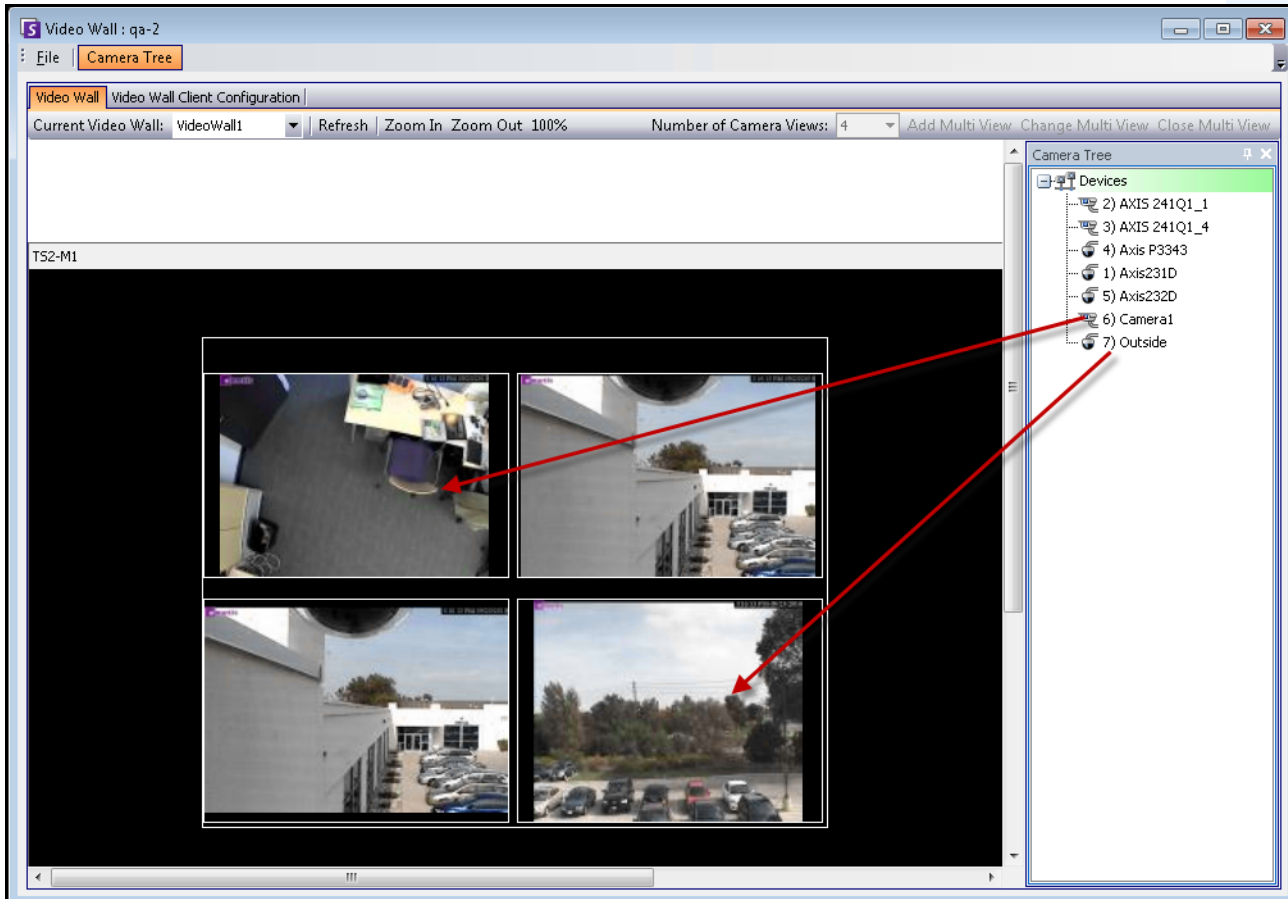 Video Wall : qa-2
File Camera Tree
Video Wall Video Wall Client Configuration
Current Video Wall: VideoWall1 Refresh Zoom In Zoom Out 100% Number of Camera Views: 4 Add Multi View Change Multi View Close Multi View
Camera Tree
Devices
2) AXIS 241Q1_1
3) AXIS 241Q1_4
4) Axis P3343
1) Axis231D
5) Axis232D
6) Camera1
7) Outside
TS2-M1